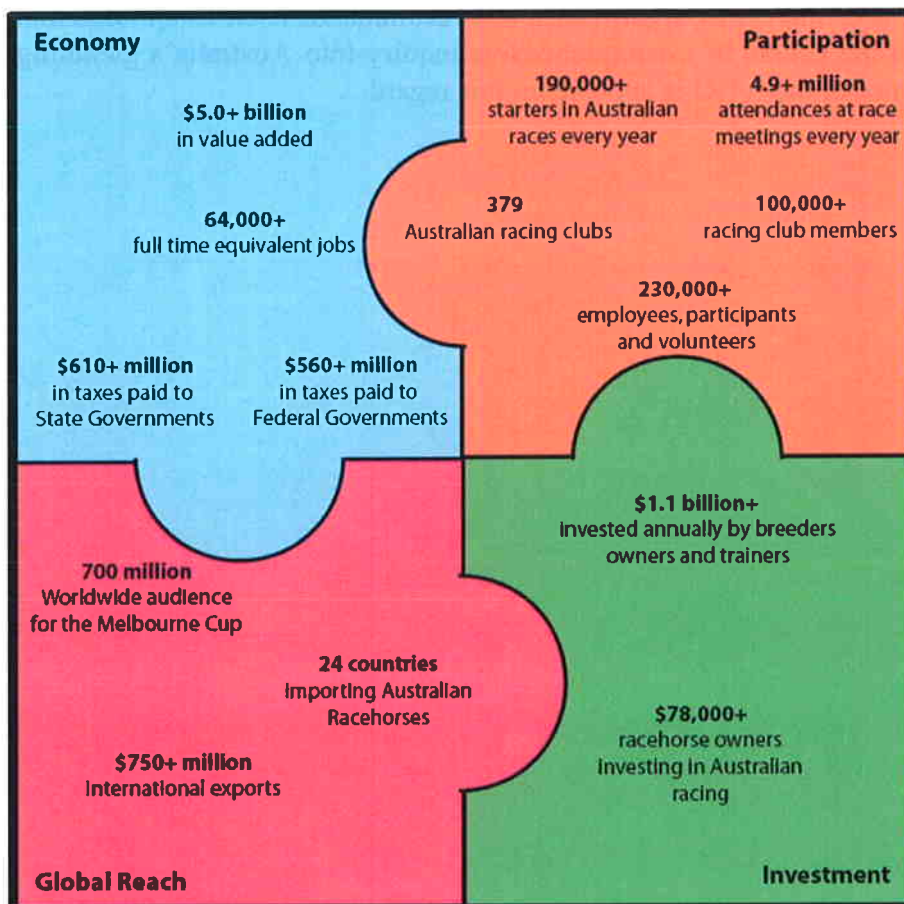 Economy
$5.0+ billion
in value added
64,000+
full time equivalent jobs
$610+ million
in taxes paid to
State Governments
$560+ million
in taxes paid to
Federal Governments
Participation
190,000+
starters in Australian
races every year
4.9+ million
attendances at race
meetings every year
379
Australian racing clubs
100,000+
racing club members
230,000+
employees, participants
and volunteers
700 million
Worldwide audience
for the Melbourne Cup
24 countries
importing Australian
Racehorses
$750+ million
international exports
Global Reach
$1.1 billion+
invested annually by breeders
owners and trainers
$78,000+
racehorse owners
investing in Australian
racing
Investment